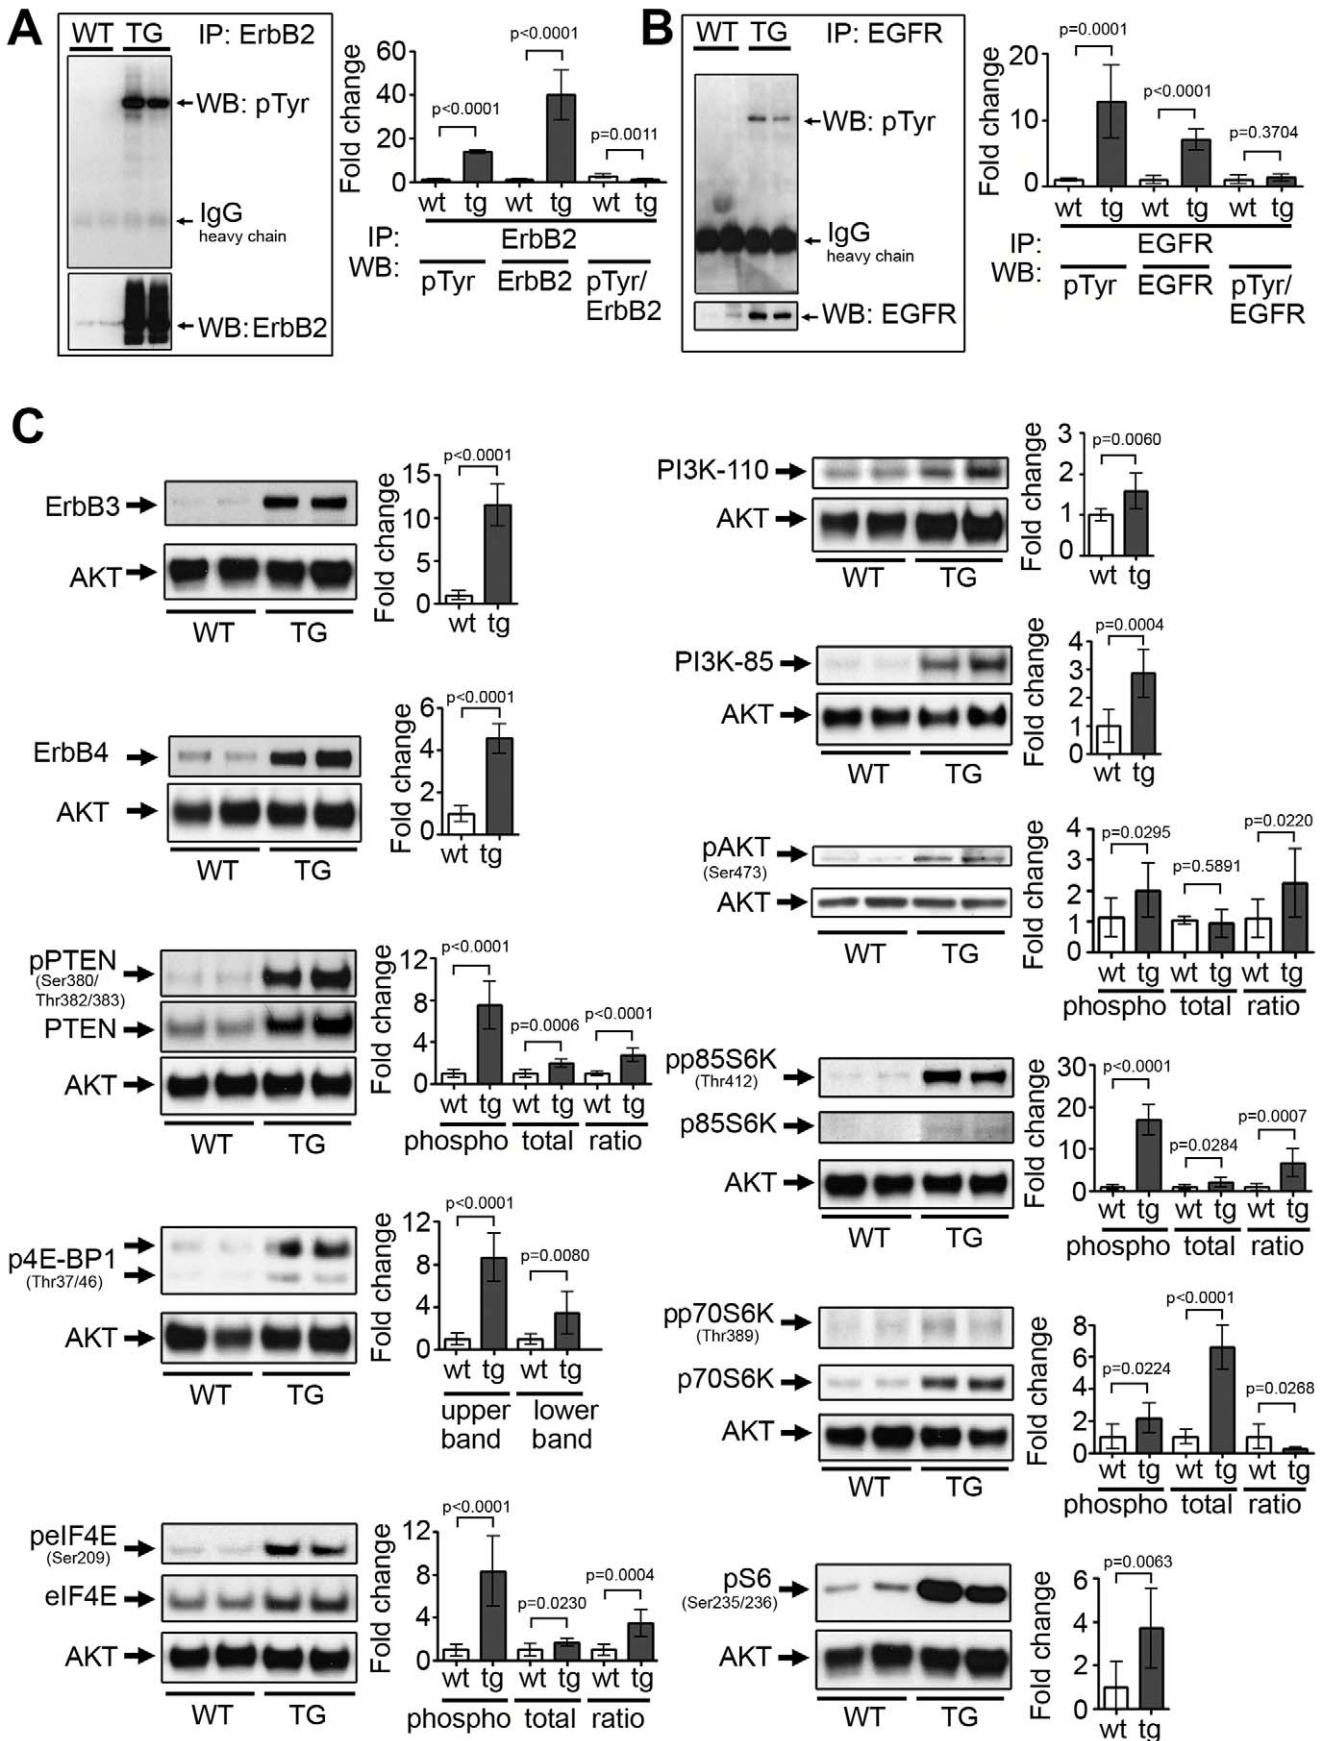 A
WT TG IP: ErbB2
WB: pTyr
IgG
heavy chain
WB: ErbB2
Fold change
60
40
20
0
p<0.0001
p<0.0001
p=0.0011
wt tg wt tg wt tg
IP: ErbB2
WB: pTyr ErbB2 pTyr/
ErbB2
B
WT TG IP: EGFR
WB: pTyr
IgG
heavy chain
WB: EGFR
Fold change
20
10
0
p=0.0001
p<0.0001
p=0.3704
wt tg wt tg wt tg
IP: EGFR
WB: pTyr EGFR pTyr/
EGFR
C
ErbB3
AKT
WT TG
Fold change
15
10
5
0
p<0.0001
wt tg
ErbB4
AKT
WT TG
Fold change
6
4
2
0
p<0.0001
wt tg
pPTEN
(Ser380/
Thr382/383)
PTEN
AKT
WT TG
Fold change
12
8
4
0
p<0.0001
p=0.0006
p<0.0001
wt tg wt tg wt tg
phospho total ratio
p4E-BP1
(Thr37/46)
AKT
WT TG
Fold change
12
8
4
0
p<0.0001
p=0.0080
wt tg wt tg
upper lower
band band
peIF4E
(Ser209)
eIF4E
AKT
WT TG
Fold change
12
8
4
0
p<0.0001
p=0.0230
p=0.0004
wt tg wt tg wt tg
phospho total ratio
PI3K-110
AKT
WT TG
Fold change
3
2
1
0
p=0.0060
wt tg
PI3K-85
AKT
WT TG
Fold change
4
3
2
1
0
p=0.0004
wt tg
pAKT
(Ser473)
AKT
WT TG
Fold change
4
3
2
1
0
p=0.0295
p=0.5891
p=0.0220
wt tg wt tg wt tg
phospho total ratio
pp85S6K
(Thr412)
p85S6K
AKT
WT TG
Fold change
30
20
10
0
p<0.0001
p=0.0284
p=0.0007
wt tg wt tg wt tg
phospho total ratio
pp70S6K
(Thr389)
p70S6K
AKT
WT TG
Fold change
8
6
4
2
0
p=0.0224
p<0.0001
p=0.0268
wt tg wt tg wt tg
phospho total ratio
pS6
(Ser235/236)
AKT
WT TG
Fold change
6
4
2
0
p=0.0063
wt tg